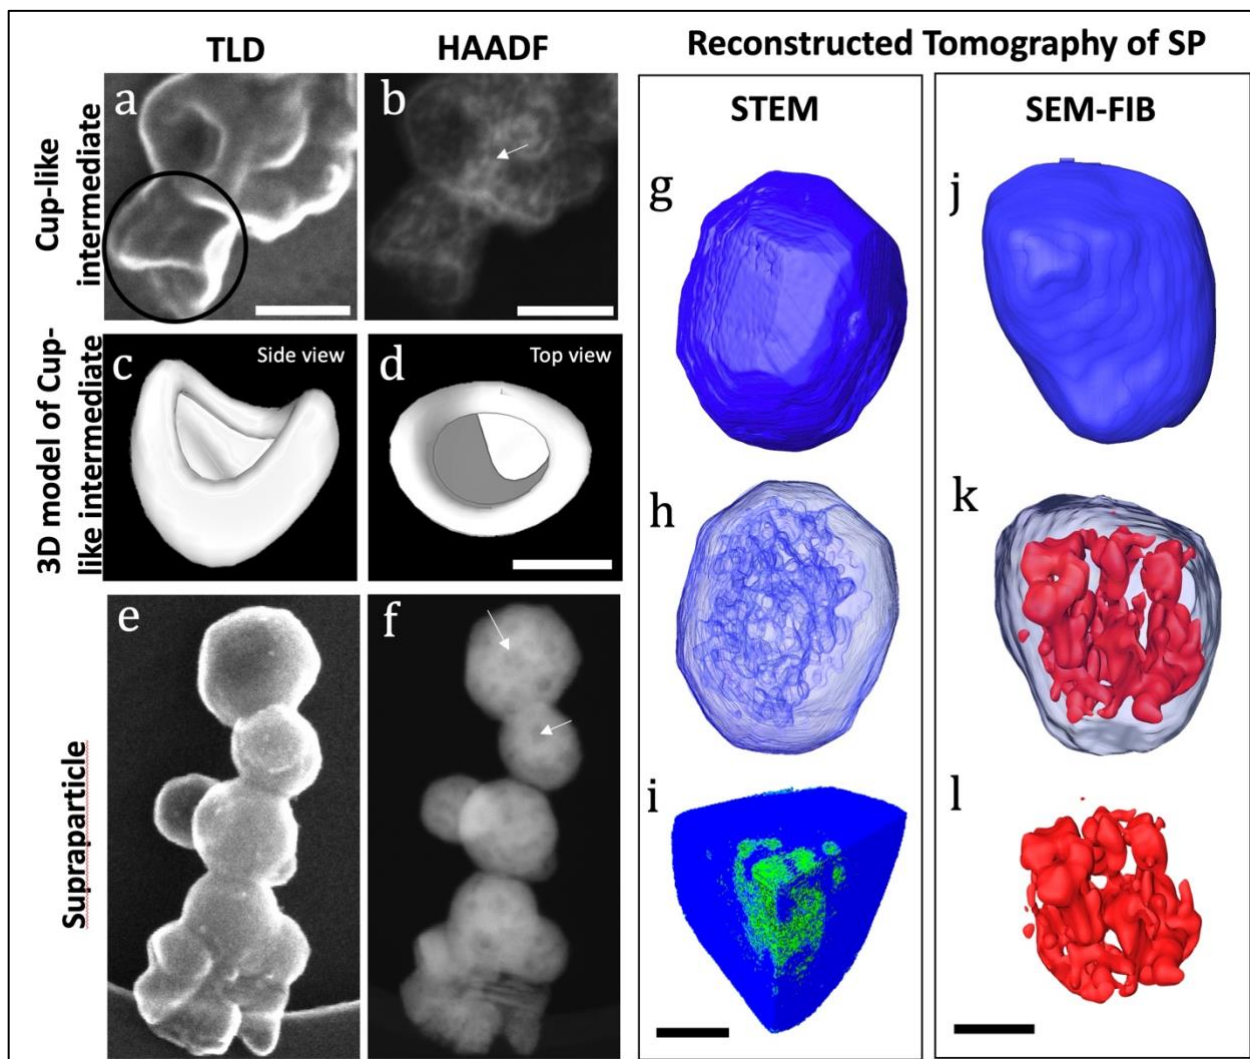 TLD
HAADF
Reconstructed Tomography of SP
STEM
SEM-FIB
Cup-like
intermediate
a
b
3D model of Cup-
like intermediate
c
Side view
d
Top view
Supraparticle
e
f
g
h
i
j
k
l